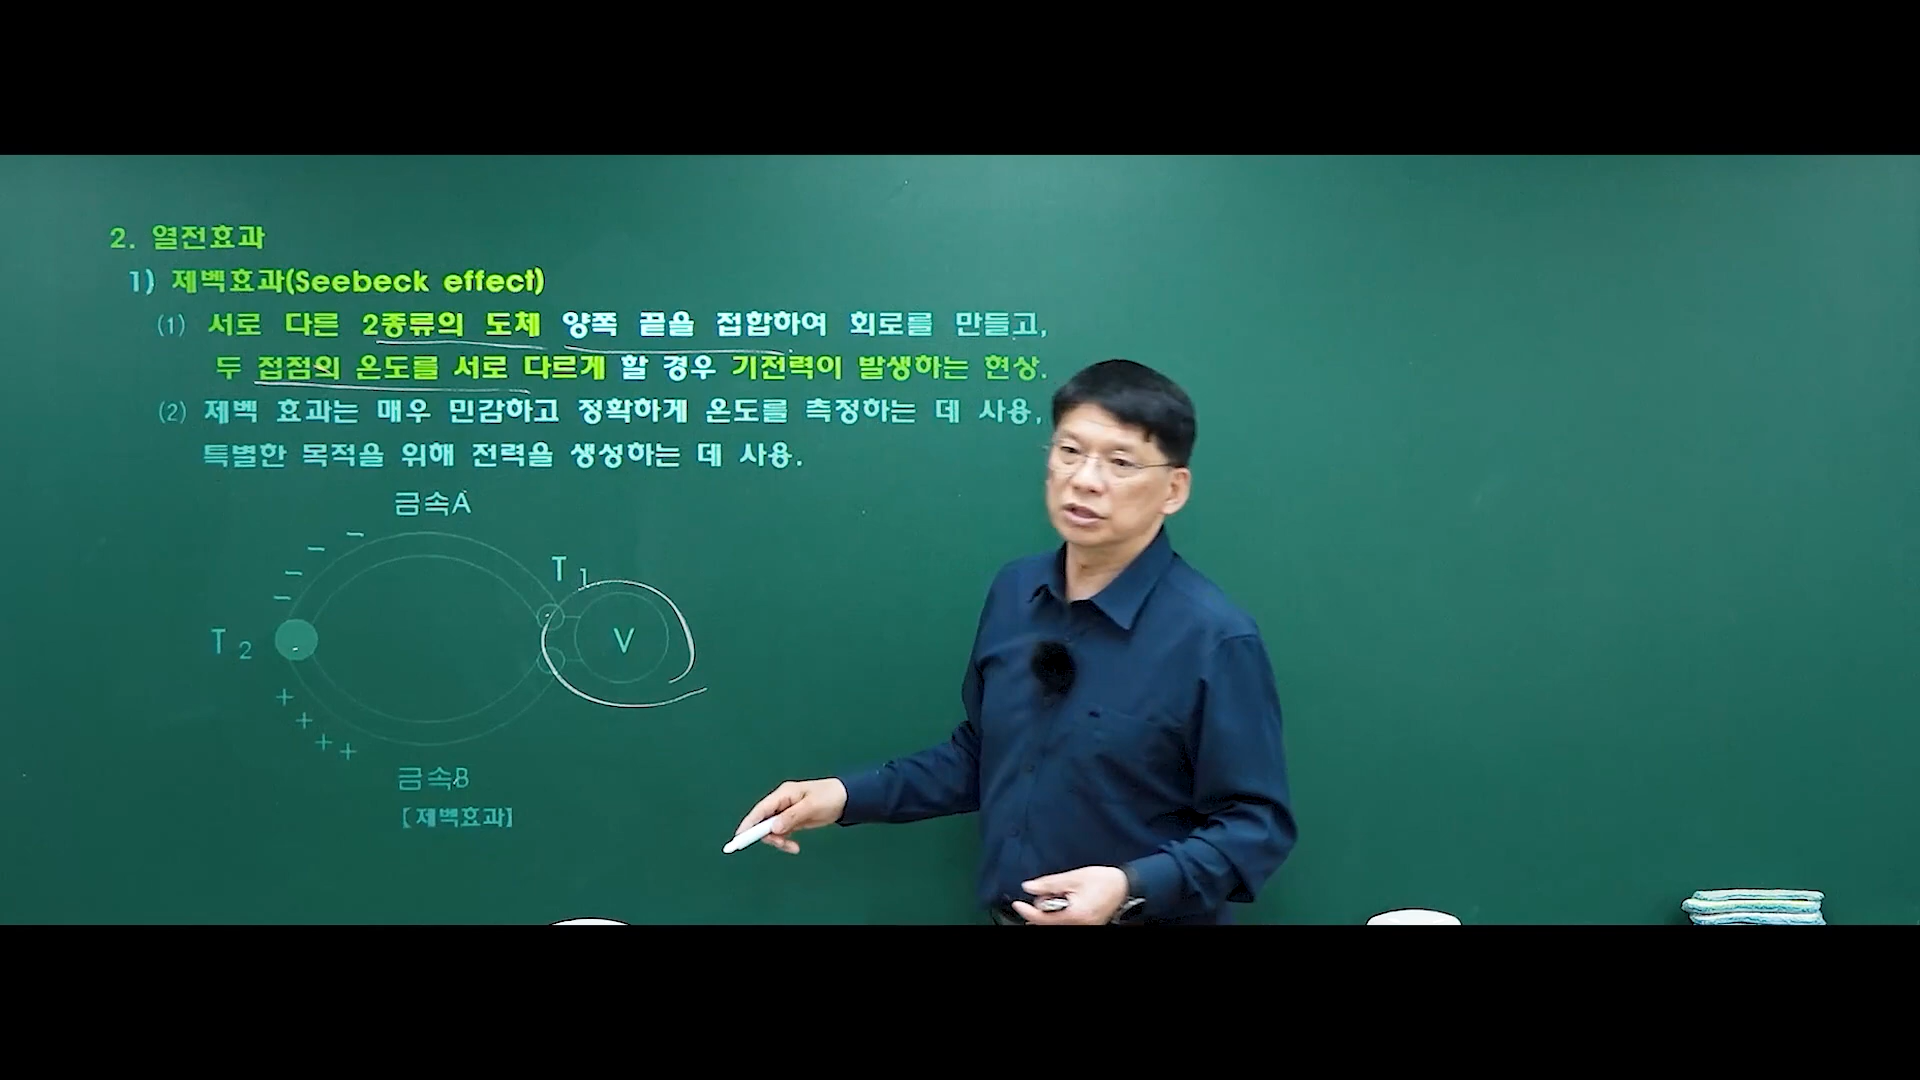 2. 열전효과
1) 제벡효과(Seebeck effect)
(1) 서로 다른 2종류의 도체 양쪽 끝을 접합하여 회로를 만들고,
두 접점의 온도를 서로 다르게 할 경우 기전력이 발생하는 현상.
(2) 제벡 효과는 매우 민감하고 정확하게 온도를 측정하는 데 사용,
특별한 목적을 위해 전력을 생성하는 데 사용.
금속A
T 1
T 2
V
금속B
[제벡효과]